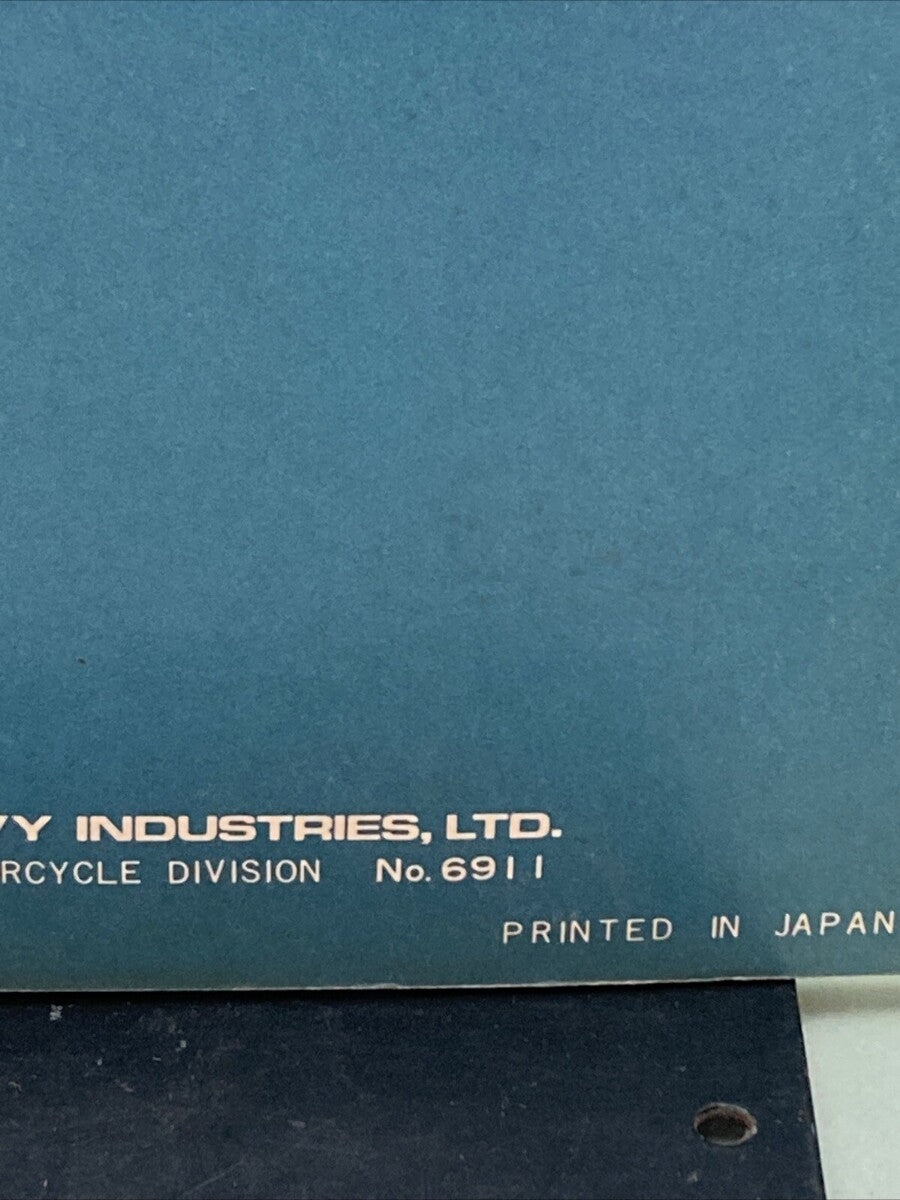 VY INDUSTRIES, LTD.
RCYCLE DIVISION No. 6911
PRINTED IN JAPAN